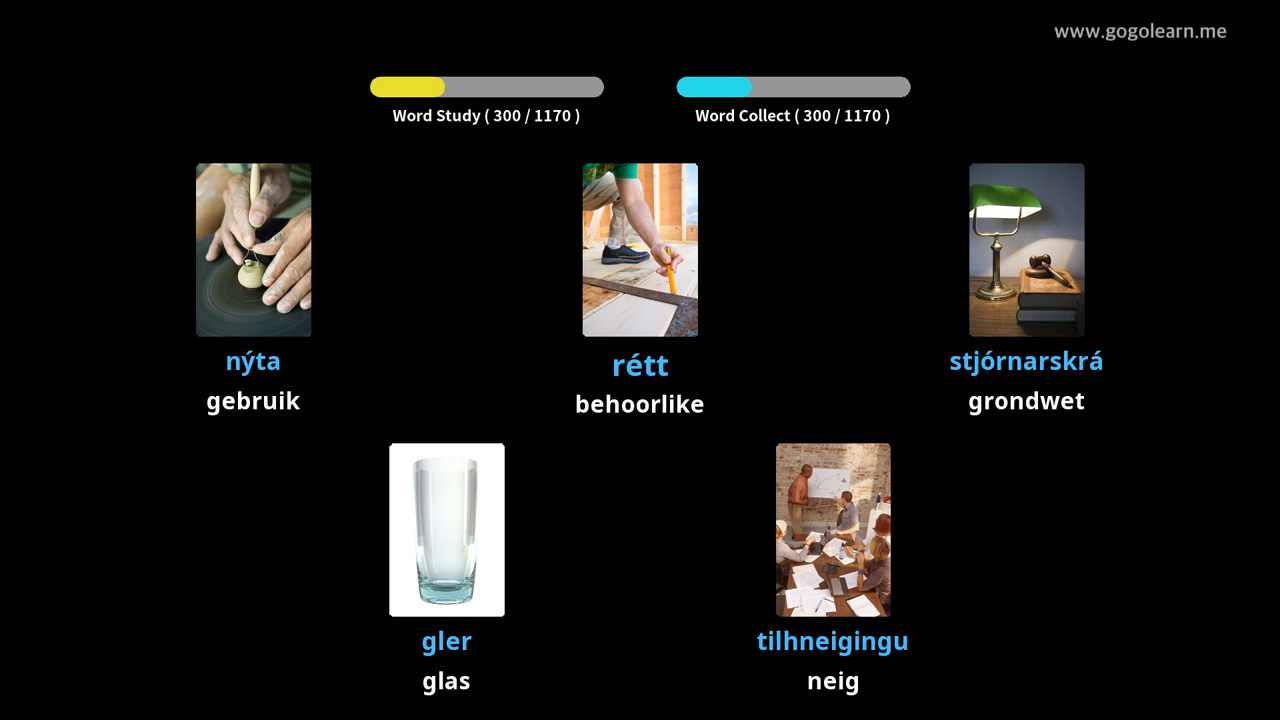 www.gogolearn.me
Word Study ( 300 / 1170 )
Word Collect ( 300 / 1170 )
nýta
gebruik
rétt
behoorlike
stjórnarskrá
grondwet
gler
glas
tilhneigingu
neig